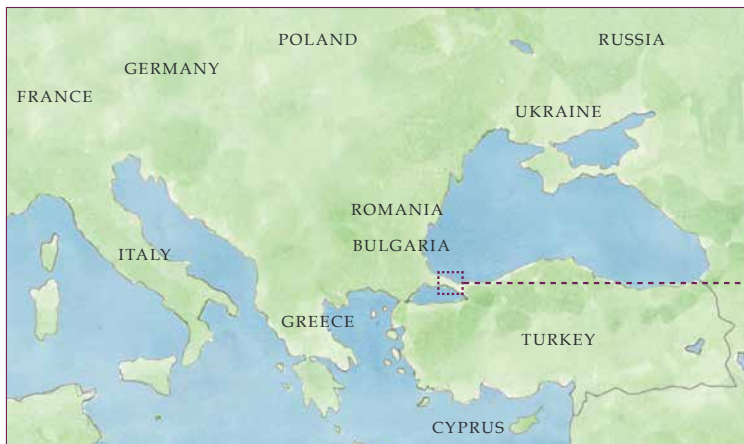 POLAND
RUSSIA
GERMANY
FRANCE
UKRAINE
ROMANIA
BULGARIA
ITALY
GREECE
TURKEY
CYPRUS